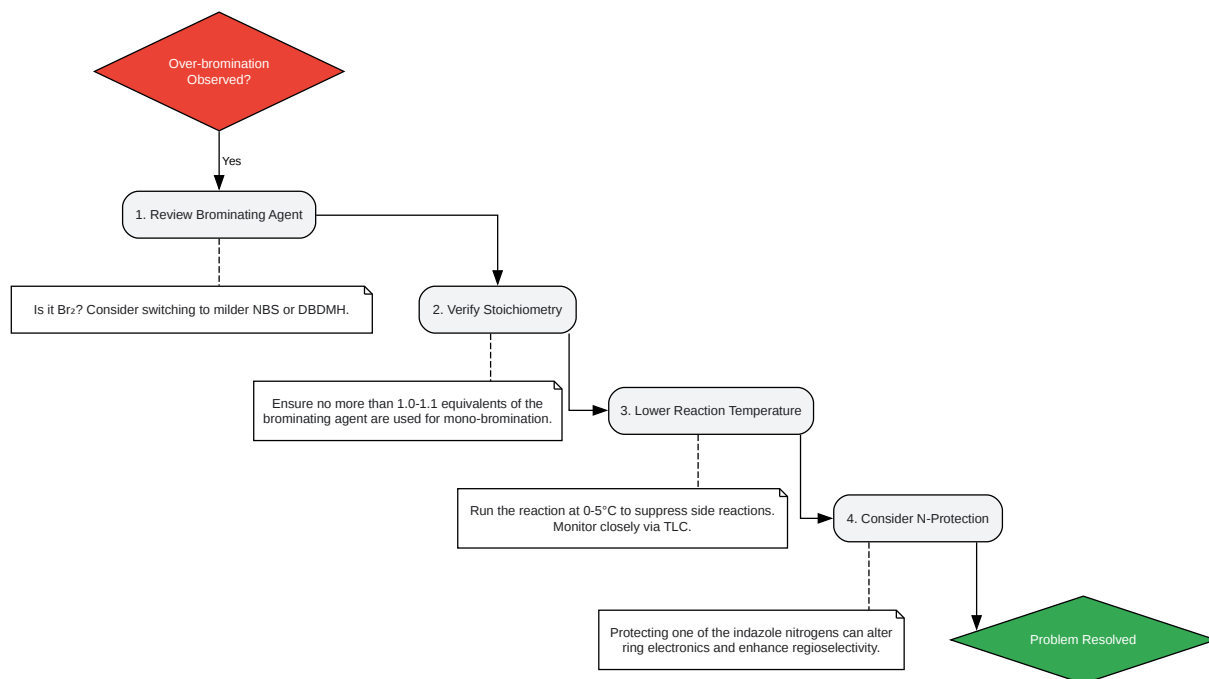 Over-bromination
Observed?
Yes
1. Review Brominating Agent
Is it Br₂? Consider switching to milder NBS or DBDMH.
2. Verify Stoichiometry
Ensure no more than 1.0-1.1 equivalents of the
brominating agent are used for mono-bromination.
3. Lower Reaction Temperature
Run the reaction at 0-5°C to suppress side reactions.
Monitor closely via TLC.
4. Consider N-Protection
Protecting one of the indazole nitrogens can alter
ring electronics and enhance regioselectivity.
Problem Resolved